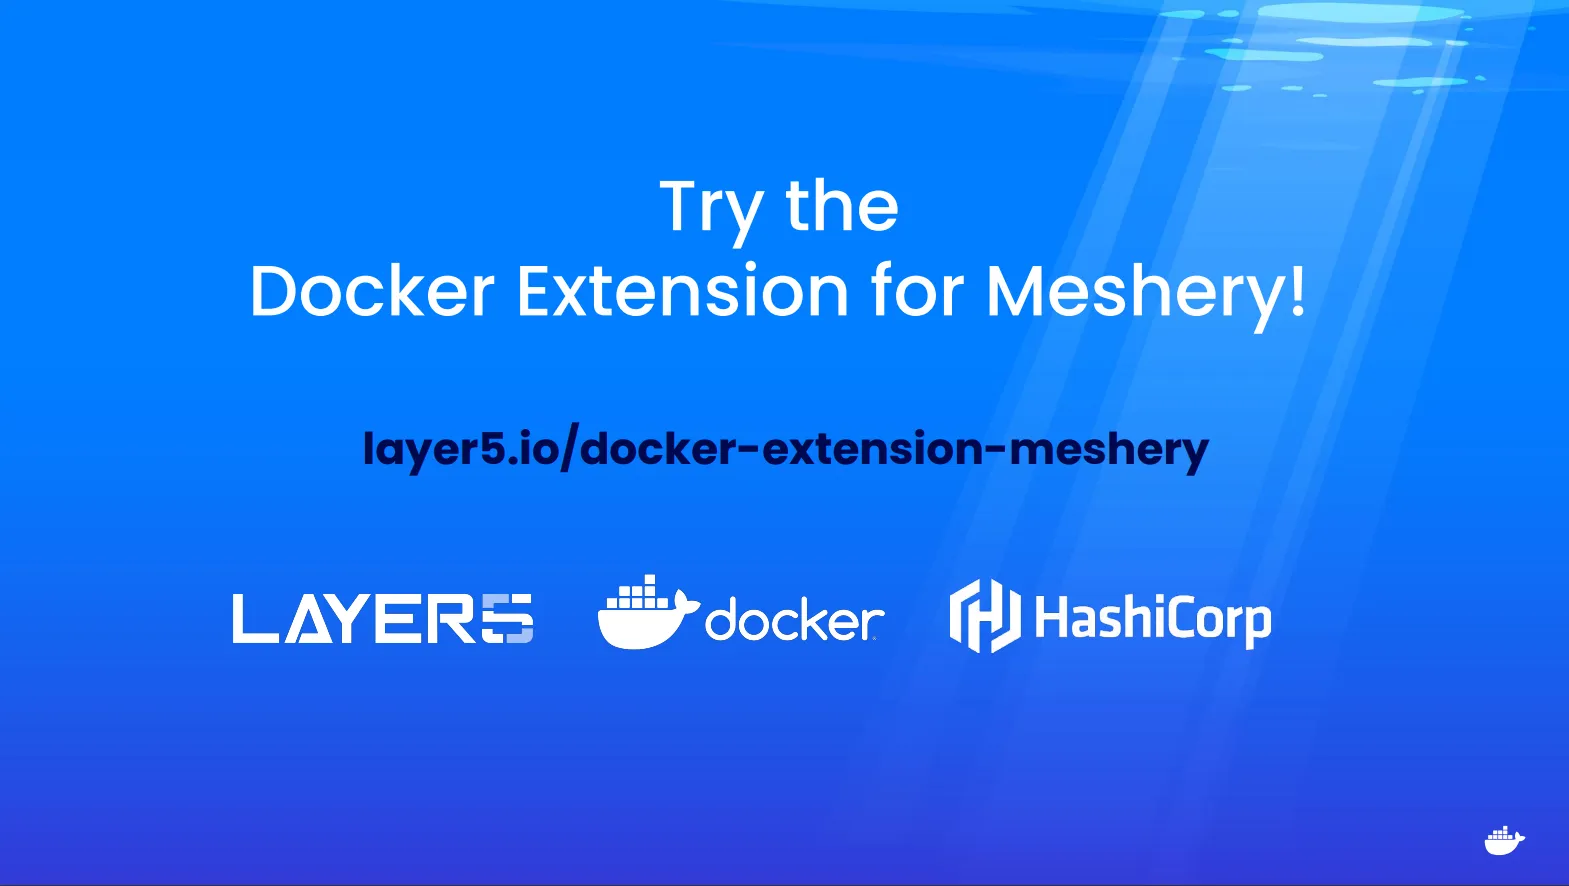 Try the
Docker Extension for Meshery!
layer5.io/docker-extension-meshery
LAYER5
docker
HashiCorp